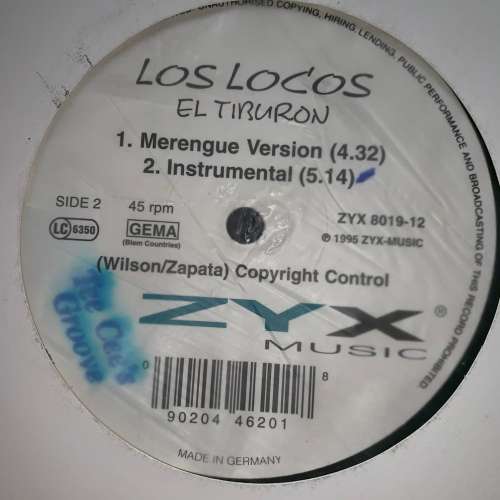 UNAUTHORISED COPYING, HIRING, LENDING, PUBLIC PERFORMANCE AND BROADCASTING OF THIS RECORD PROHIBITED
LOS LOCOS
EL TIBURON
1. Merengue Version (4.32)
2. Instrumental (5.14)
SIDE 2 45 rpm ZYX 8019-12
LC 6350 GEMA ℗ 1995 ZYX-MUSIC
(Biem Countries)
(Wilson/Zapata) Copyright Control
Groove
ZYX ®
MUSIC
0 8
90204 46201
MADE IN GERMANY